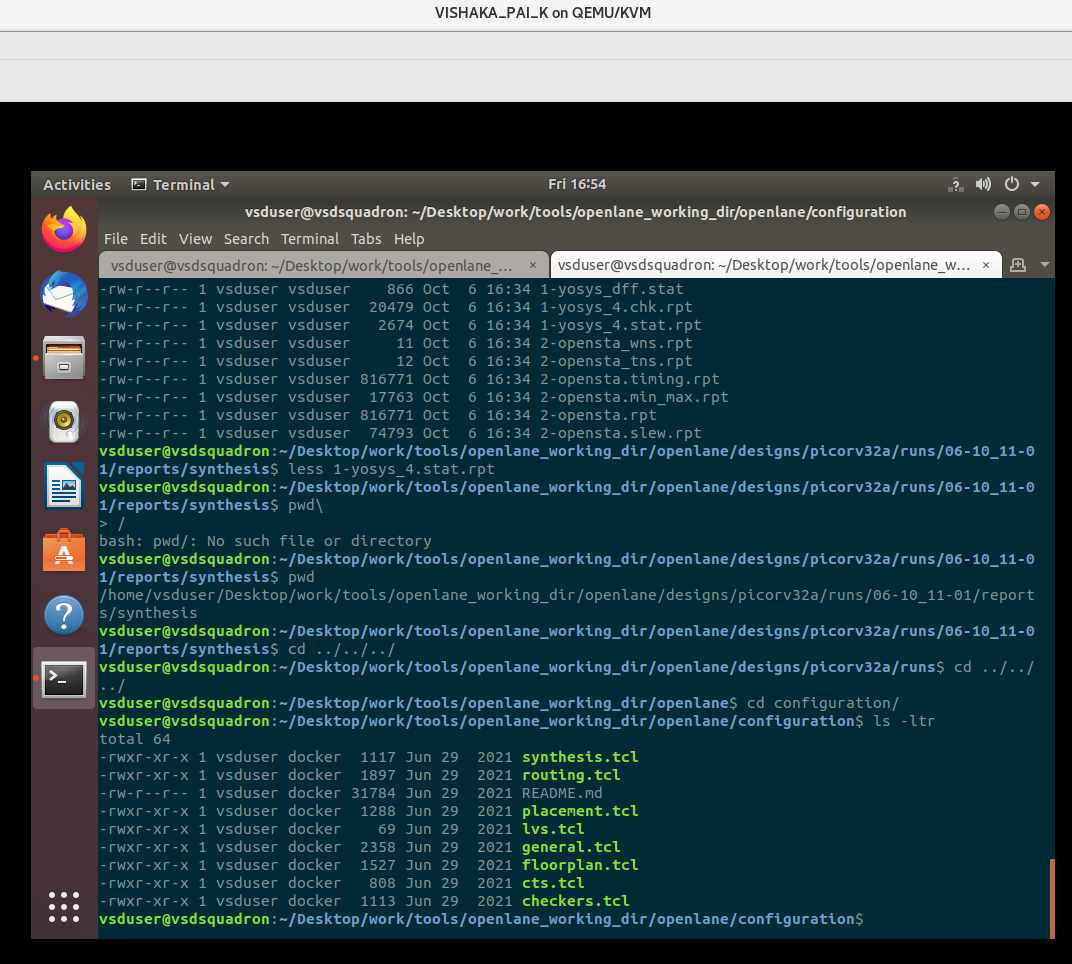 VISHAKA_PAI_K on QEMU/KVM
Activities Terminal Fri 16:54
vsduser@vsdsquadron: ~/Desktop/work/tools/openlane_working_dir/openlane/configuration
File Edit View Search Terminal Tabs Help
vsduser@vsdsquadron: ~/Desktop/work/tools/openlane_... × vsduser@vsdsquadron: ~/Desktop/work/tools/openlane_w... ×
-rw-r--r-- 1 vsduser vsduser    866 Oct  6 16:34 1-yosys_dff.stat
-rw-r--r-- 1 vsduser vsduser  20479 Oct  6 16:34 1-yosys_4.chk.rpt
-rw-r--r-- 1 vsduser vsduser   2674 Oct  6 16:34 1-yosys_4.stat.rpt
-rw-r--r-- 1 vsduser vsduser     11 Oct  6 16:34 2-opensta_wns.rpt
-rw-r--r-- 1 vsduser vsduser     12 Oct  6 16:34 2-opensta_tns.rpt
-rw-r--r-- 1 vsduser vsduser 816771 Oct  6 16:34 2-opensta.timing.rpt
-rw-r--r-- 1 vsduser vsduser  17763 Oct  6 16:34 2-opensta.min_max.rpt
-rw-r--r-- 1 vsduser vsduser 816771 Oct  6 16:34 2-opensta.rpt
-rw-r--r-- 1 vsduser vsduser  74793 Oct  6 16:34 2-opensta.slew.rpt
vsduser@vsdsquadron:~/Desktop/work/tools/openlane_working_dir/openlane/designs/picorv32a/runs/06-10_11-0
1/reports/synthesis$ less 1-yosys_4.stat.rpt
vsduser@vsdsquadron:~/Desktop/work/tools/openlane_working_dir/openlane/designs/picorv32a/runs/06-10_11-0
1/reports/synthesis$ pwd\
> /
bash: pwd/: No such file or directory
vsduser@vsdsquadron:~/Desktop/work/tools/openlane_working_dir/openlane/designs/picorv32a/runs/06-10_11-0
1/reports/synthesis$ pwd
/home/vsduser/Desktop/work/tools/openlane_working_dir/openlane/designs/picorv32a/runs/06-10_11-01/report
s/synthesis
vsduser@vsdsquadron:~/Desktop/work/tools/openlane_working_dir/openlane/designs/picorv32a/runs/06-10_11-0
1/reports/synthesis$ cd ../../../
vsduser@vsdsquadron:~/Desktop/work/tools/openlane_working_dir/openlane/designs/picorv32a/runs$ cd ../../
../
vsduser@vsdsquadron:~/Desktop/work/tools/openlane_working_dir/openlane$ cd configuration/
vsduser@vsdsquadron:~/Desktop/work/tools/openlane_working_dir/openlane/configuration$ ls -ltr
total 64
-rwxr-xr-x 1 vsduser docker  1117 Jun 29  2021 synthesis.tcl
-rwxr-xr-x 1 vsduser docker  1897 Jun 29  2021 routing.tcl
-rw-r--r-- 1 vsduser docker 31784 Jun 29  2021 README.md
-rwxr-xr-x 1 vsduser docker  1288 Jun 29  2021 placement.tcl
-rwxr-xr-x 1 vsduser docker    69 Jun 29  2021 lvs.tcl
-rwxr-xr-x 1 vsduser docker  2358 Jun 29  2021 general.tcl
-rwxr-xr-x 1 vsduser docker  1527 Jun 29  2021 floorplan.tcl
-rwxr-xr-x 1 vsduser docker   808 Jun 29  2021 cts.tcl
-rwxr-xr-x 1 vsduser docker  1113 Jun 29  2021 checkers.tcl
vsduser@vsdsquadron:~/Desktop/work/tools/openlane_working_dir/openlane/configuration$